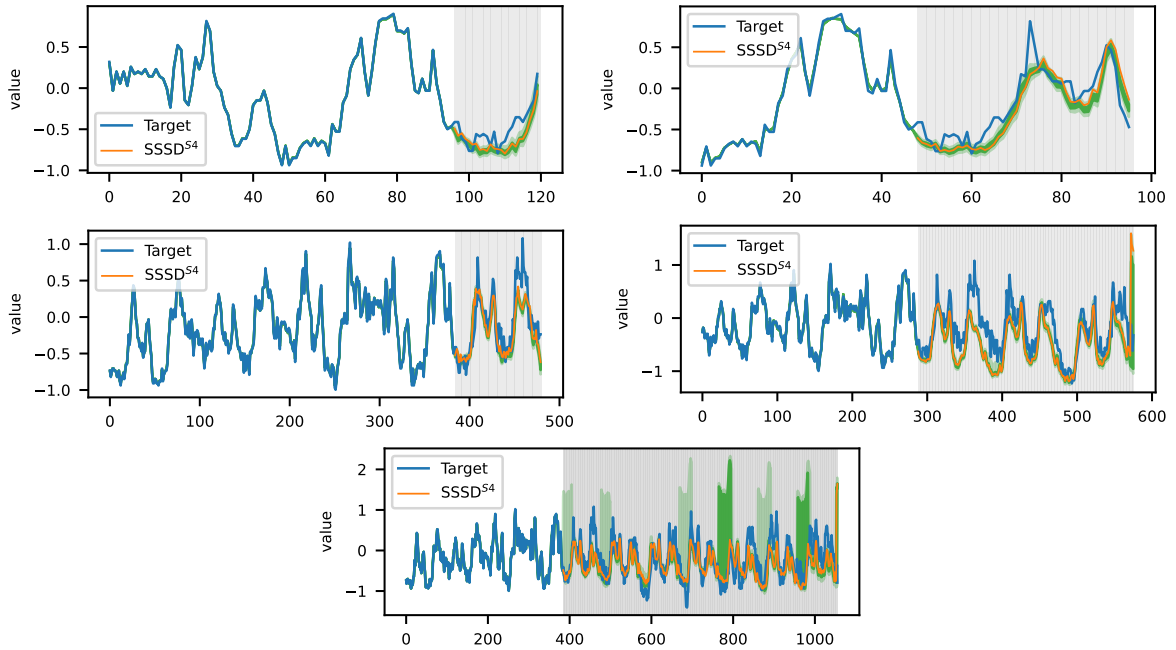 value
0.5
0.0
−0.5
−1.0
Target
SSSD^{S4}
0 20 40 60 80 100 120
value
0.5
0.0
−0.5
−1.0
Target
SSSD^{S4}
0 20 40 60 80 100
value
1.0
0.5
0.0
−0.5
−1.0
Target
SSSD^{S4}
0 100 200 300 400 500
value
1
0
−1
Target
SSSD^{S4}
0 100 200 300 400 500 600
value
2
1
0
−1
Target
SSSD^{S4}
0 200 400 600 800 1000